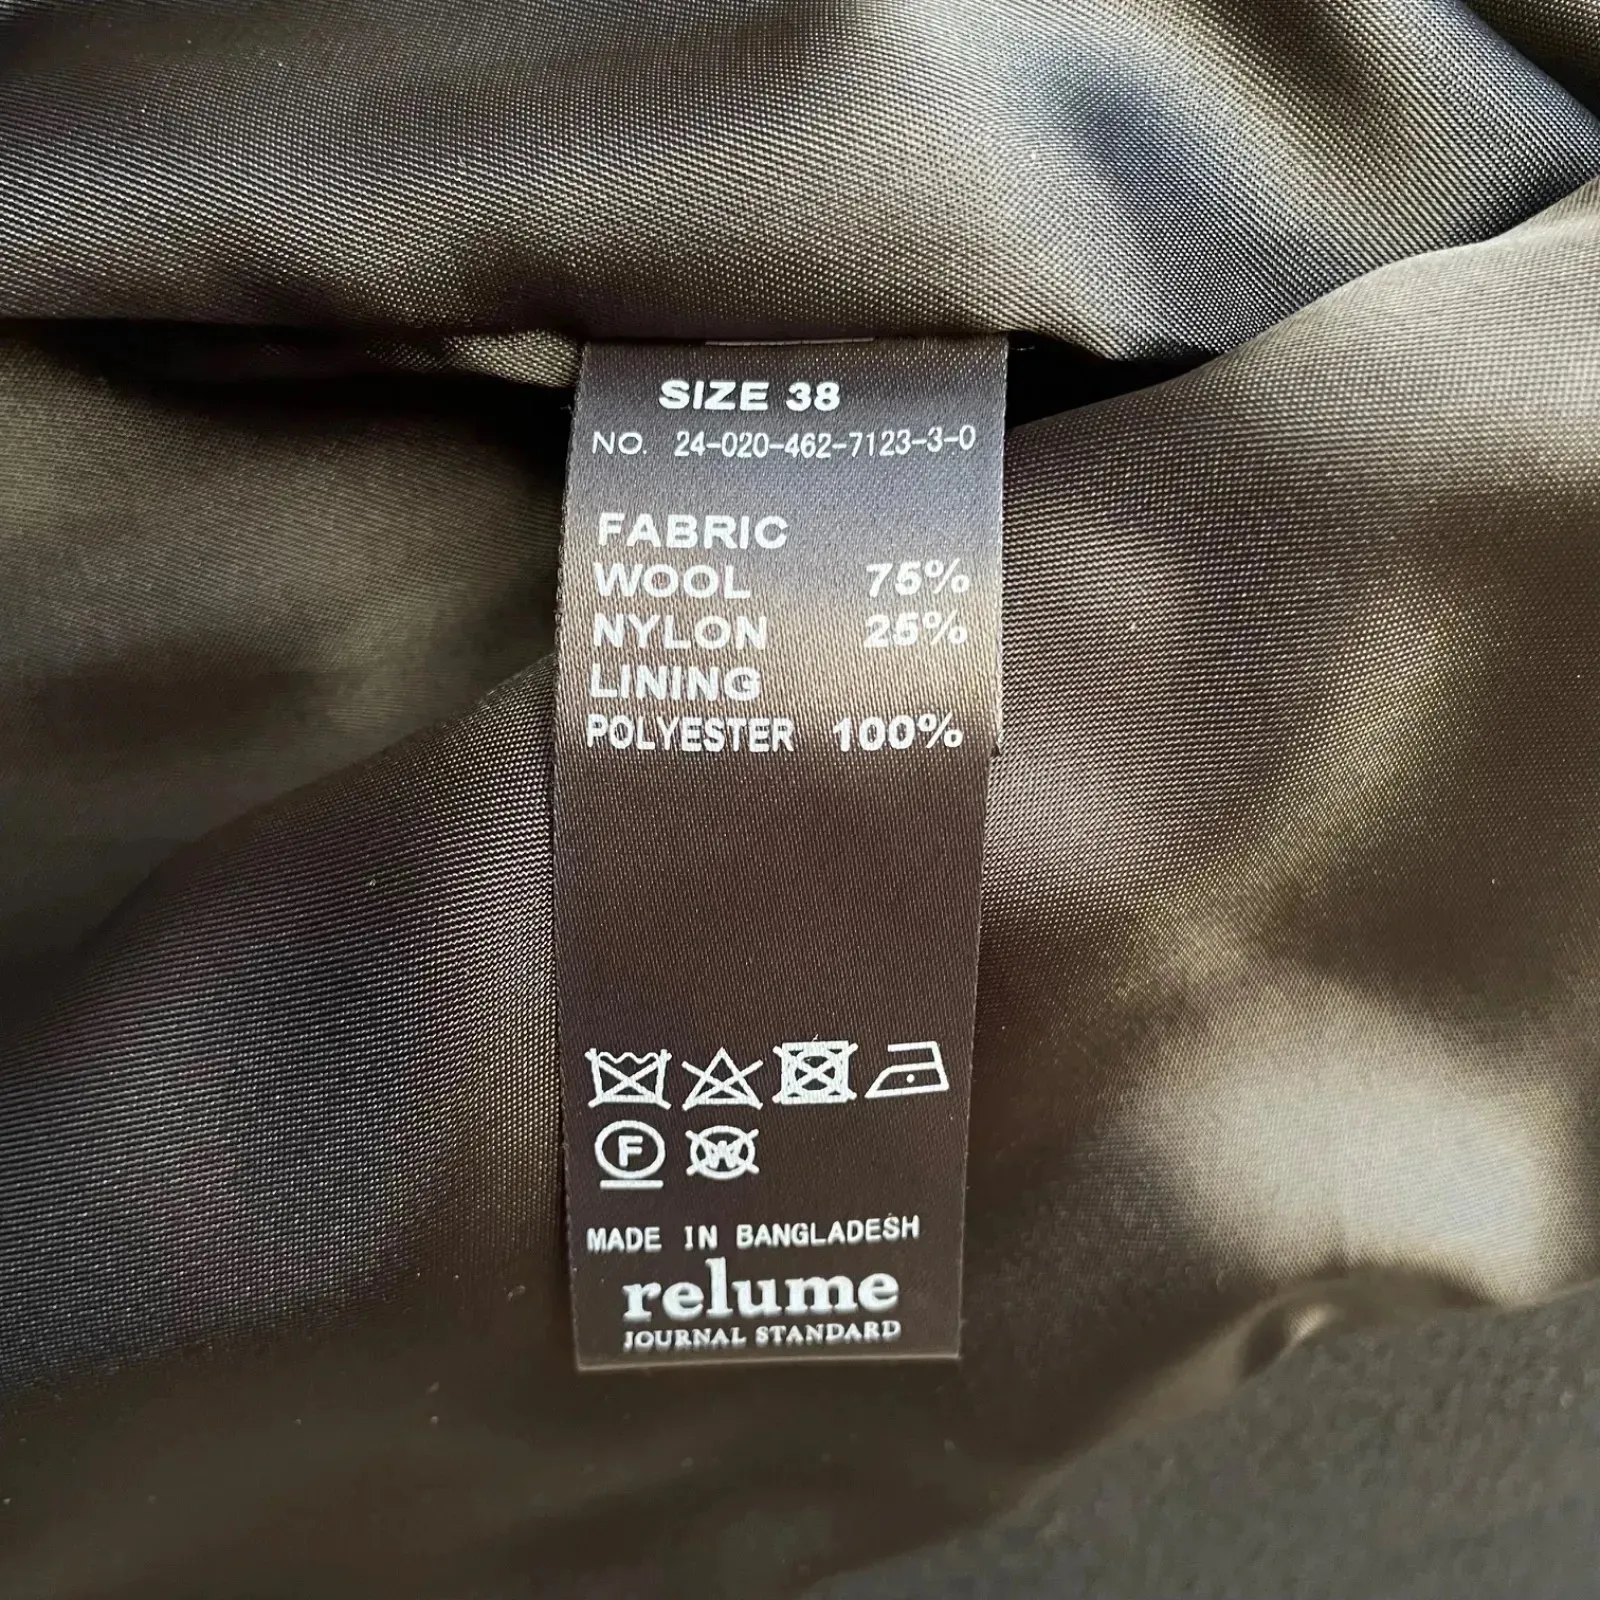 SIZE 38
NO. 24-020-462-7123-3-0
FABRIC
WOOL 75%
NYLON 25%
LINING
POLYESTER 100%
F W
MADE IN BANGLADESH
relume
JOURNAL STANDARD